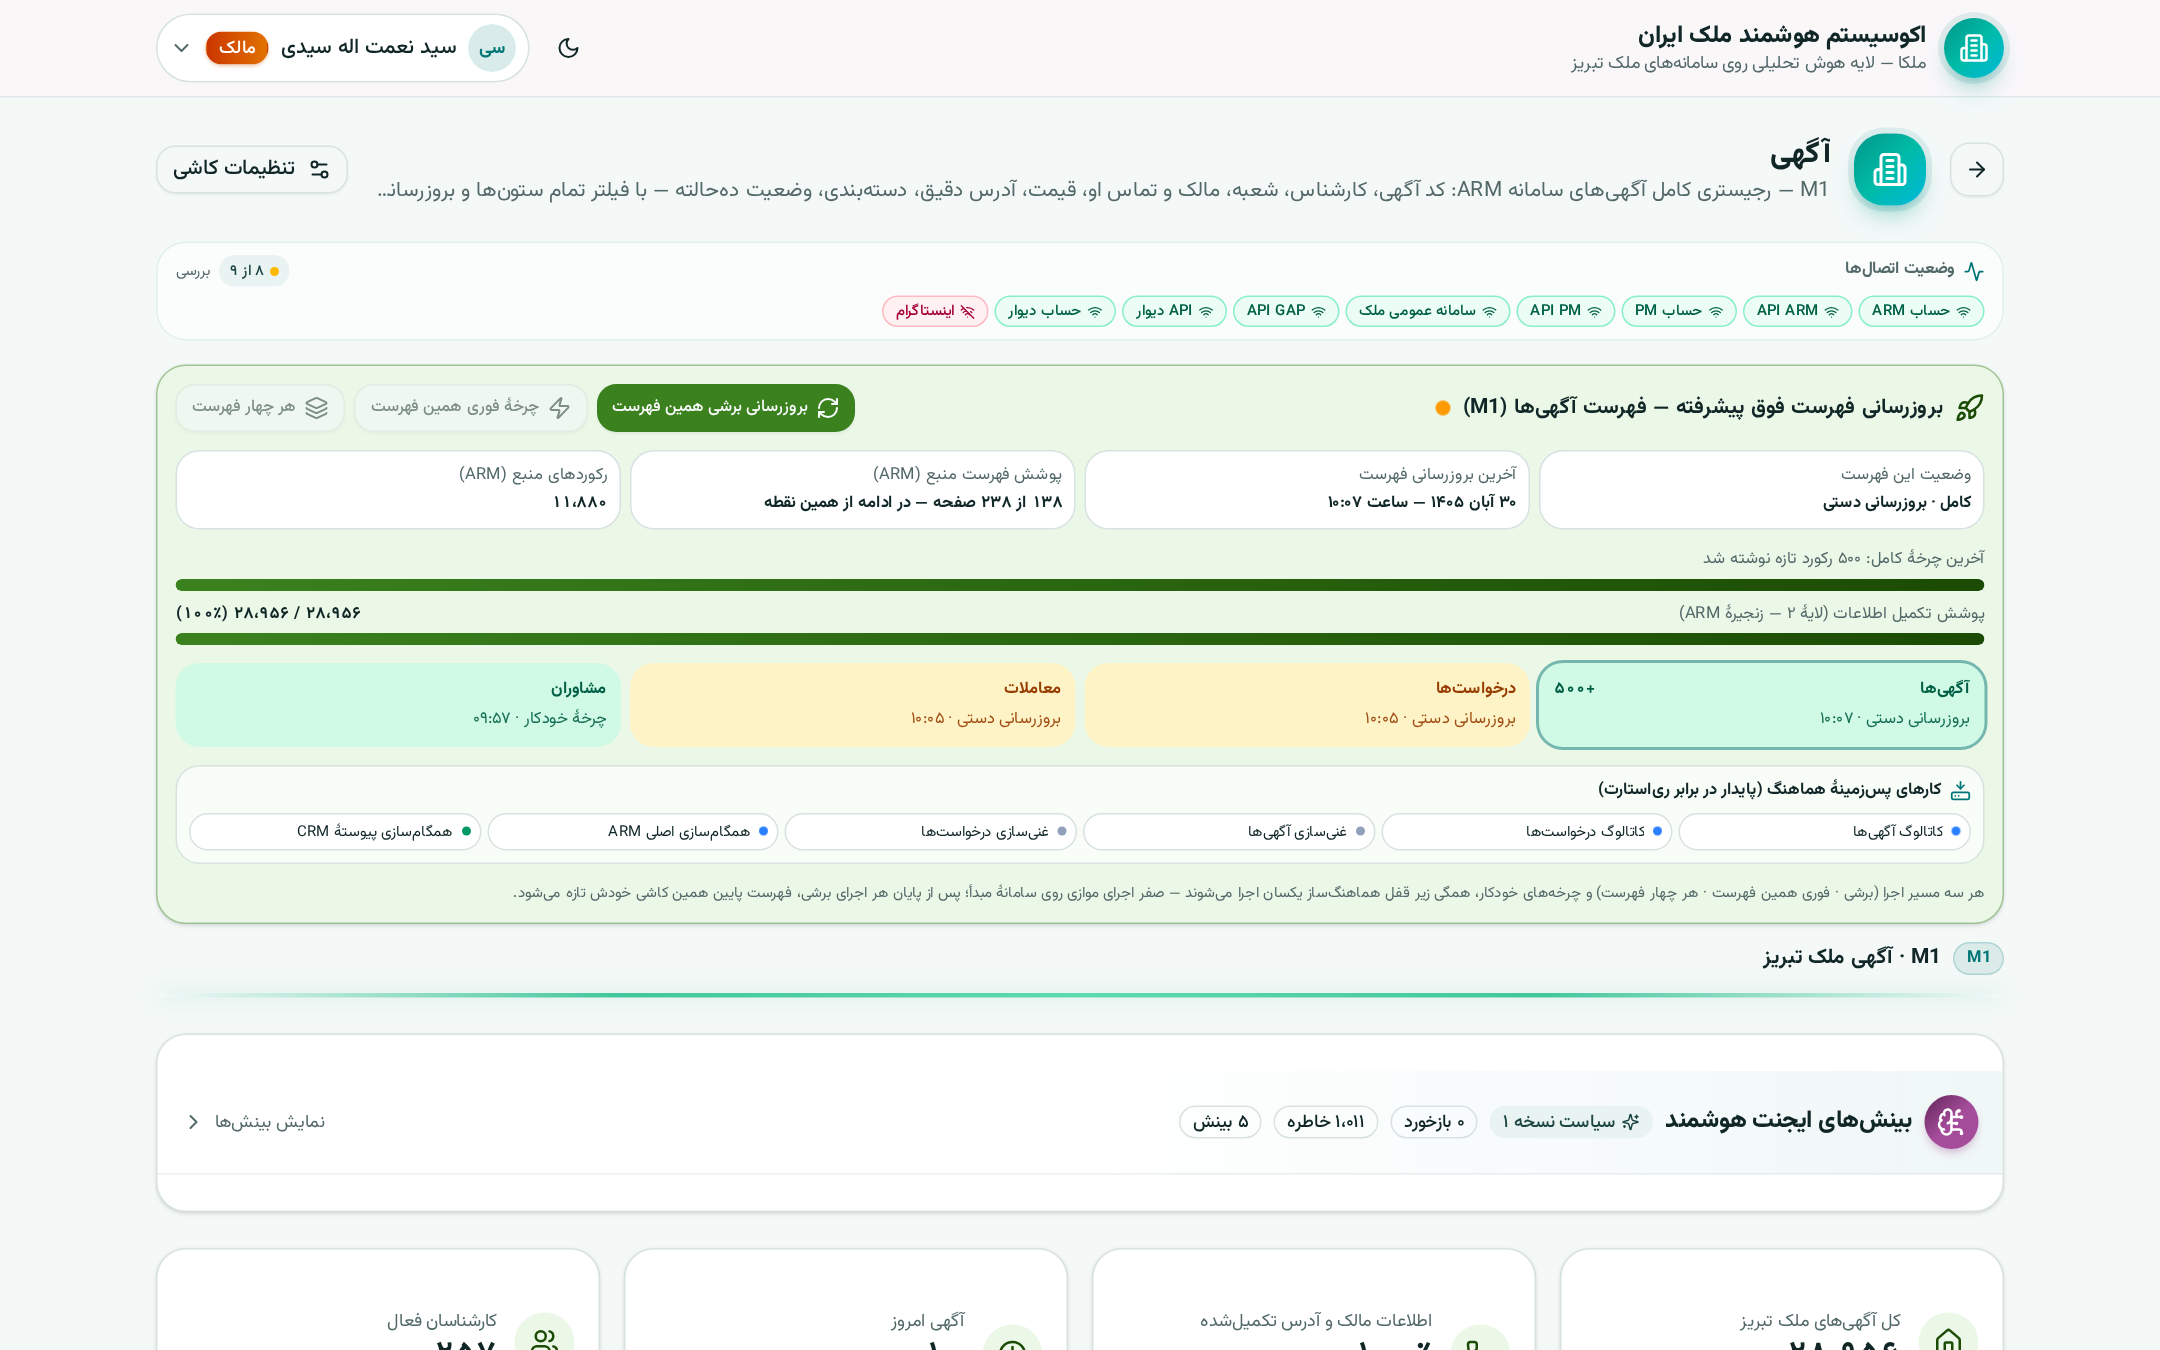 اکوسیستم هوشمند ملک ایران
ملکا — لایه هوش تحلیلی روی سامانه‌های ملک تبریز
سی
سید نعمت اله سیدی
مالک
آگهی
M1 — رجیستری کامل آگهی‌های سامانه ARM: کد آگهی، کارشناس، شعبه، مالک و تماس او، قیمت، آدرس دقیق، دسته‌بندی، وضعیت ده‌حالته — با فیلتر تمام ستون‌ها و بروزرسانـ...
تنظیمات کاشی
وضعیت اتصال‌ها
۸ از ۹
بررسی
حساب ARM
API ARM
حساب PM
API PM
سامانه عمومی ملک
API GAP
API دیوار
حساب دیوار
اینستاگرام
بروزرسانی فهرست فوق پیشرفته — فهرست آگهی‌ها (M1)
بروزرسانی برشی همین فهرست
چرخهٔ فوری همین فهرست
هر چهار فهرست
وضعیت این فهرست
کامل · بروزرسانی دستی
آخرین بروزرسانی فهرست
۳۰ آبان ۱۴۰۵ — ساعت ۱۰:۰۷
پوشش فهرست منبع (ARM)
۱۳۸ از ۲۳۸ صفحه — در ادامه از همین نقطه
رکوردهای منبع (ARM)
۱۱،۸۸۰
آخرین چرخهٔ کامل: ۵۰۰ رکورد تازه نوشته شد
پوشش تکمیل اطلاعات (لایهٔ ۲ — زنجیرهٔ ARM)
۲۸،۹۵۶ / ۲۸،۹۵۶ (۱۰۰٪)
آگهی‌ها
+۵۰۰
بروزرسانی دستی · ۱۰:۰۷
درخواست‌ها
بروزرسانی دستی · ۱۰:۰۵
معاملات
بروزرسانی دستی · ۱۰:۰۵
مشاوران
چرخهٔ خودکار · ۰۹:۵۷
کارهای پس‌زمینهٔ هماهنگ (پایدار در برابر ری‌استارت)
کاتالوگ آگهی‌ها
کاتالوگ درخواست‌ها
غنی‌سازی آگهی‌ها
غنی‌سازی درخواست‌ها
همگام‌سازی اصلی ARM
همگام‌سازی پیوستهٔ CRM
هر سه مسیر اجرا (برشی · فوری همین فهرست · هر چهار فهرست) و چرخه‌های خودکار، همگی زیر قفل هماهنگ‌ساز یکسان اجرا می‌شوند — صفر اجرای موازی روی سامانهٔ مبدأ؛ پس از پایان هر اجرای برشی، فهرست پایین همین کاشی خودش تازه می‌شود.
M1
M1 · آگهی ملک تبریز
بینش‌های ایجنت هوشمند
سیاست نسخه ۱
۰ بازخورد
۱،۰۱۱ خاطره
۵ بینش
نمایش بینش‌ها
کل آگهی‌های ملک تبریز
اطلاعات مالک و آدرس تکمیل‌شده
آگهی امروز
کارشناسان فعال